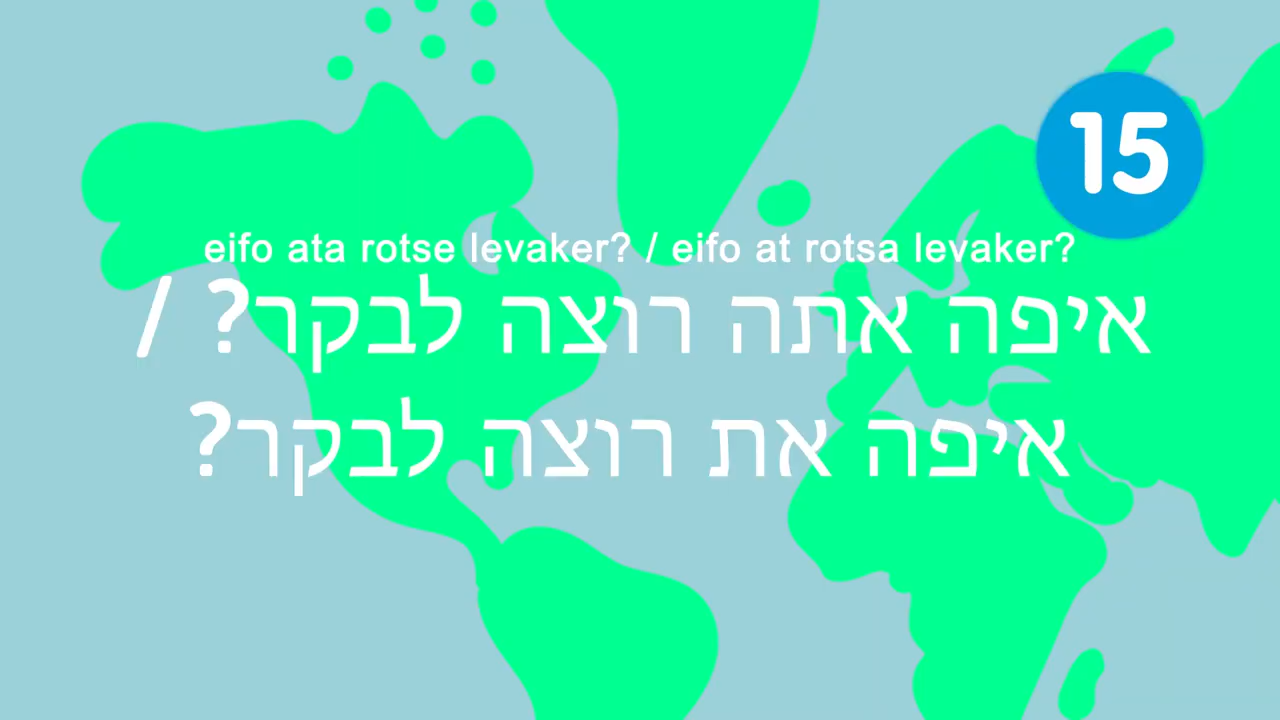 15
eifo ata rotse levaker? / eifo at rotsa levaker?
איפה אתה רוצה לבקר? /
איפה את רוצה לבקר?